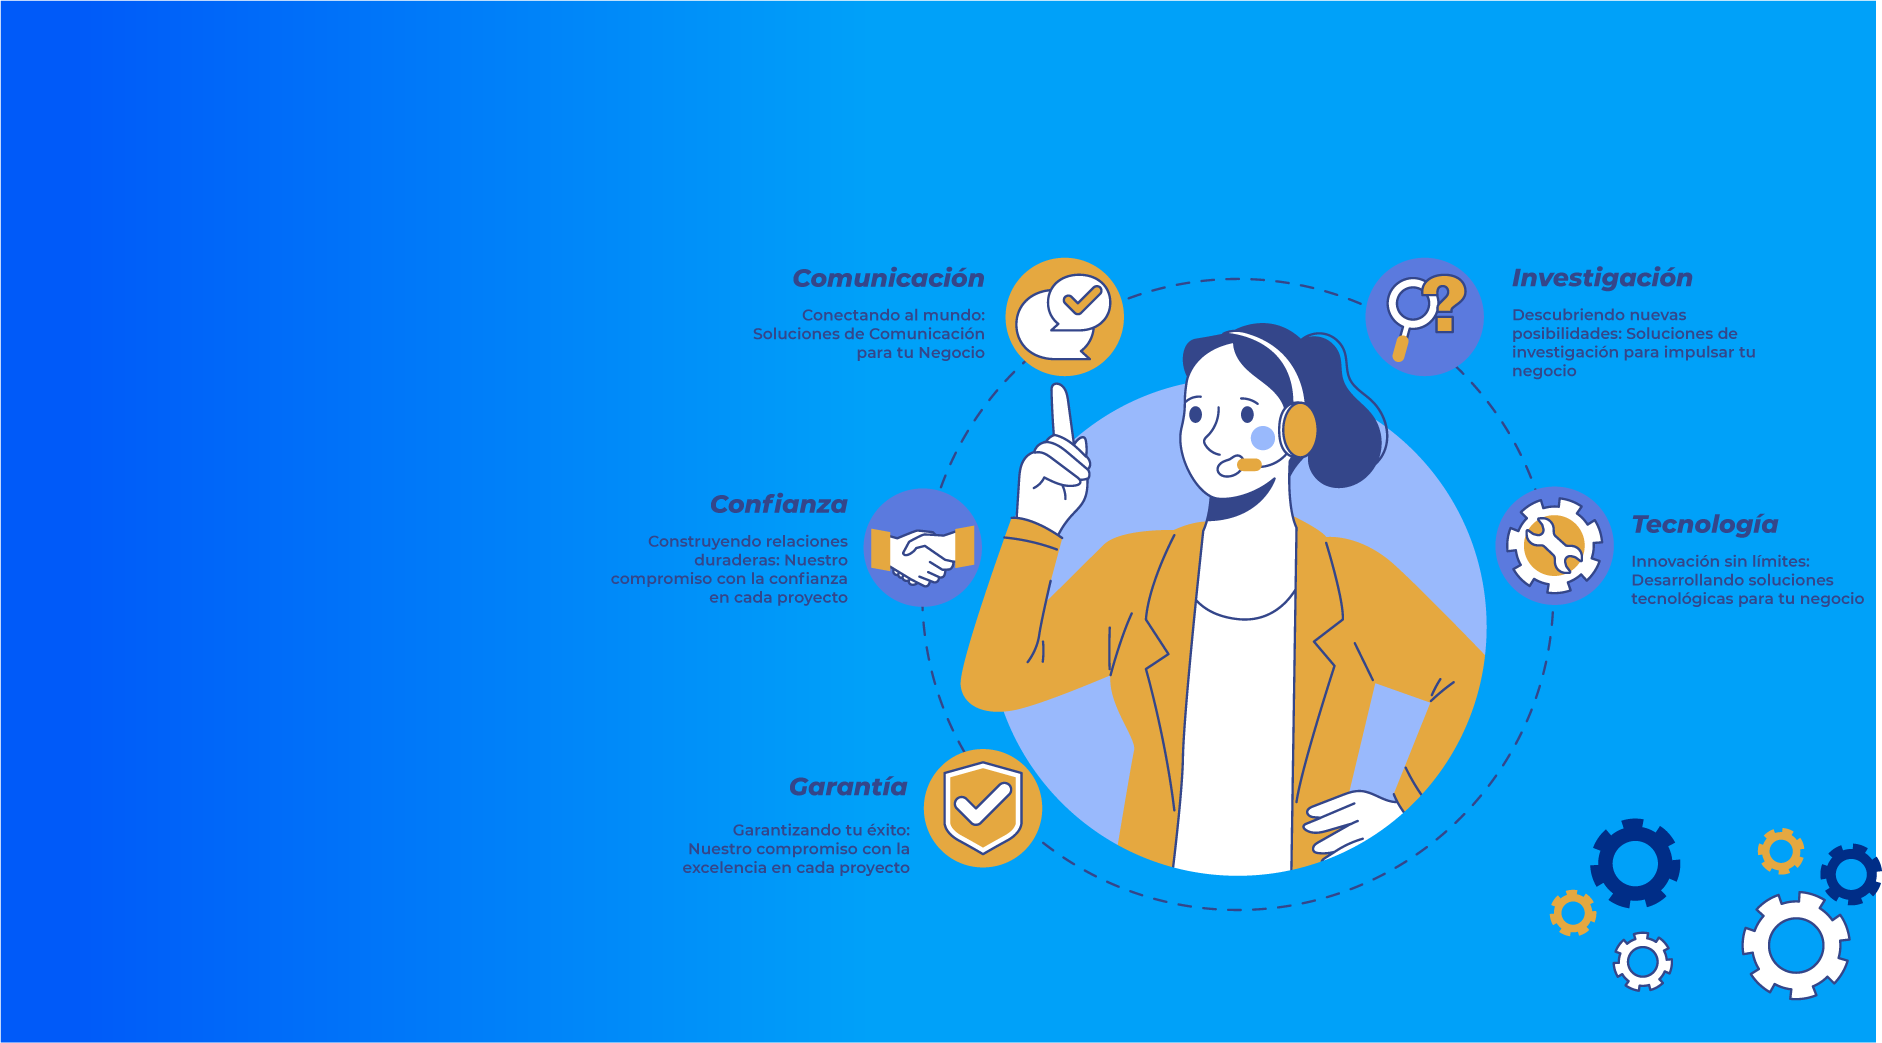 Comunicación
Conectando al mundo:
Soluciones de Comunicación
para tu Negocio
Investigación
Descubriendo nuevas
posibilidades: Soluciones de
investigación para impulsar tu
negocio
Confianza
Construyendo relaciones
duraderas: Nuestro
compromiso con la confianza
en cada proyecto
Tecnología
Innovación sin límites:
Desarrollando soluciones
tecnológicas para tu negocio
Garantía
Garantizando tu éxito:
Nuestro compromiso con la
excelencia en cada proyecto